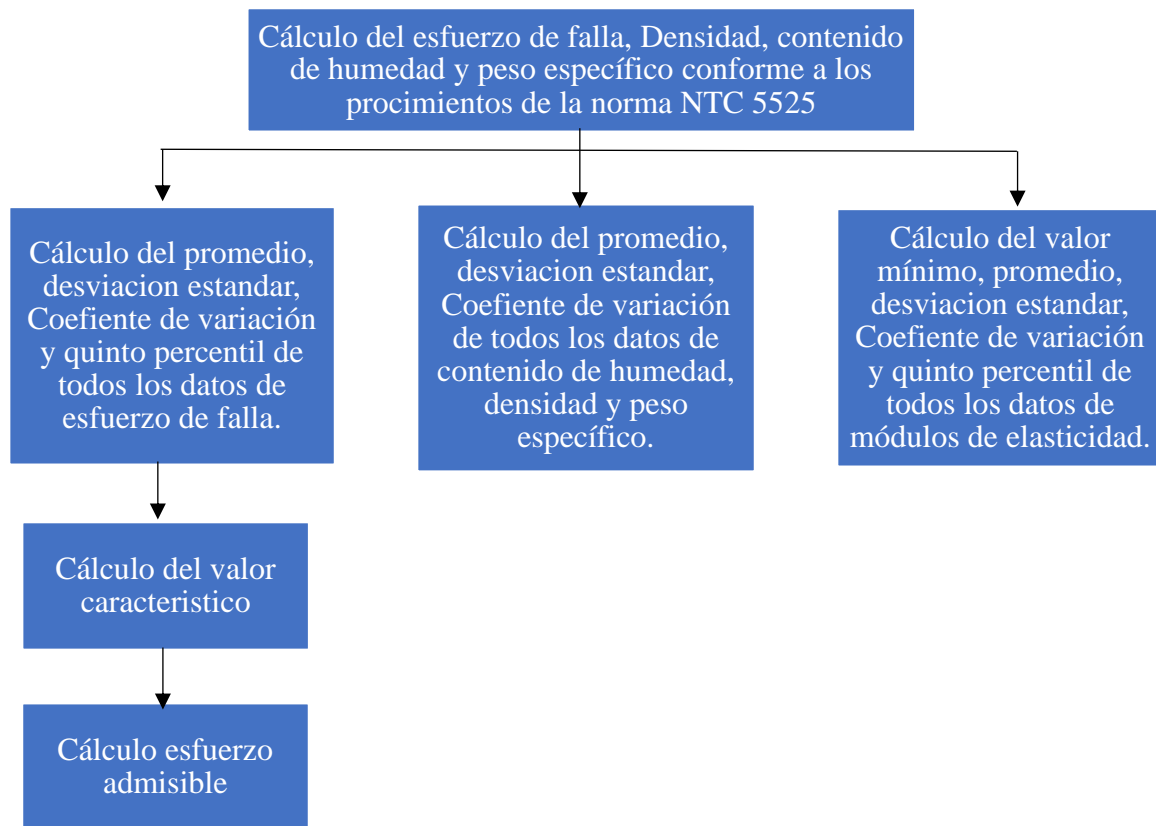 Cálculo del esfuerzo de falla, Densidad, contenido
de humedad y peso específico conforme a los
procimientos de la norma NTC 5525
Cálculo del promedio,
desviacion estandar,
Coefiente de variación
y quinto percentil de
todos los datos de
esfuerzo de falla.
Cálculo del promedio,
desviacion estandar,
Coefiente de variación
de todos los datos de
contenido de humedad,
densidad y peso
específico.
Cálculo del valor
mínimo, promedio,
desviacion estandar,
Coefiente de variación
y quinto percentil de
todos los datos de
módulos de elasticidad.
Cálculo del valor
caracteristico
Cálculo esfuerzo
admisible